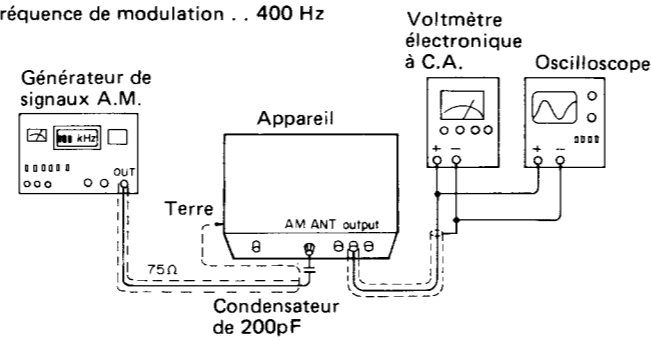 réquence de modulation . . 400 Hz
Voltmètre
électronique
à C.A.
Oscilloscope
Générateur de
signaux A.M.
kHz
OUT
Appareil
Terre
AM ANT output
75Ω
Condensateur
de 200pF
+ −
+ −